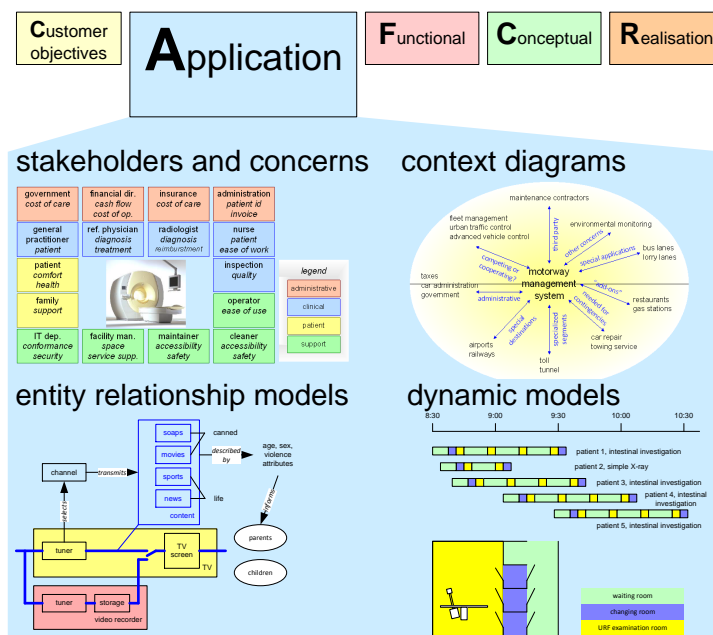 Customer
objectives
Application
Functional
Conceptual
Realisation
stakeholders and concerns
government
cost of care
financial dir.
cash flow
cost of op.
insurance
cost of care
administration
patient id
invoice
general
practitioner
patient
ref. physician
diagnosis
treatment
radiologist
diagnosis
reimburstment
nurse
patient
ease of work
patient
comfort
health
inspection
quality
family
support
operator
ease of use
IT dep.
conformance
security
facility man.
space
service supp.
maintainer
accessibility
safety
cleaner
accessibility
safety
legend
administrative
clinical
patient
support
context diagrams
maintenance contractors
fleet management
urban traffic control
advanced vehicle control
environmental monitoring
bus lanes
lorry lanes
third party
other concerns
special applications
competing or
cooperating?
motorway
management
system
"add-ons"
taxes
car administration
government
administrative
restaurants
gas stations
needed for
contingencies
special
destinations
specialized
segments
airports
railways
car repair
towing service
toll
tunnel
entity relationship models
soaps
movies
sports
news
content
canned
life
described
by
age, sex,
violence
attributes
channel
transmits
selects
informs
parents
children
tuner
TV
screen
TV
tuner
storage
video recorder
dynamic models
8:30
9:00
9:30
10:00
10:30
patient 1, intestinal investigation
patient 2, simple X-ray
patient 3, intestinal investigation
patient 4, intestinal
investigation
patient 5, intestinal investigation
waiting room
changing room
URF examination room